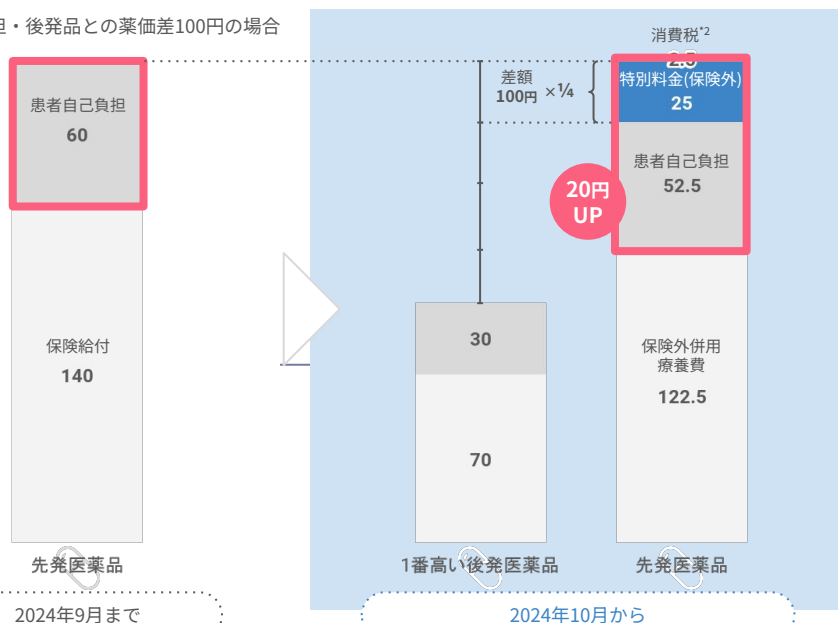 担・後発品との薬価差100円の場合
患者自己負担
60
保険給付
140
先発医薬品
2024年9月まで
消費税*2
2.5
差額
100円 ×¼
特別料金(保険外)
25
患者自己負担
52.5
20円
UP
30
70
保険外併用
療養費
122.5
1番高い後発医薬品
先発医薬品
2024年10月から